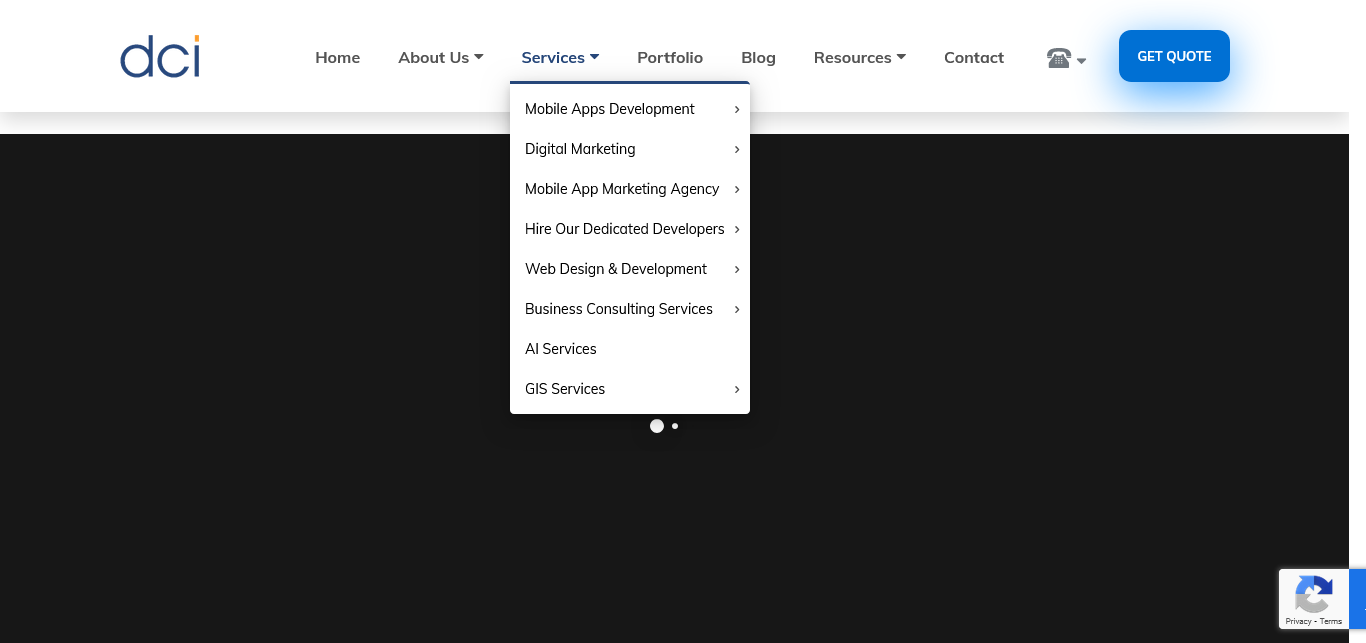 dci
Home About Us Services Portfolio Blog Resources Contact GET QUOTE
Mobile Apps Development
Digital Marketing
Mobile App Marketing Agency
Hire Our Dedicated Developers
Web Design & Development
Business Consulting Services
AI Services
GIS Services
Privacy - Terms